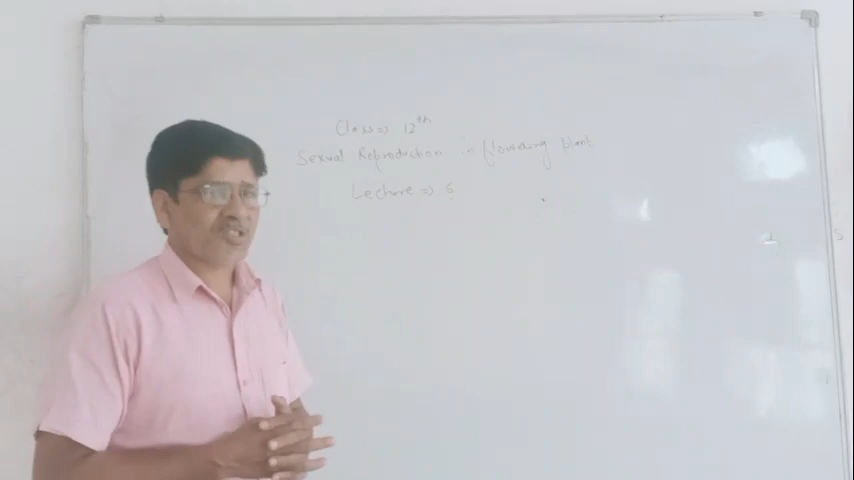 Class => 12th
Sexual Reproduction in flowering plant
Lecture => 6